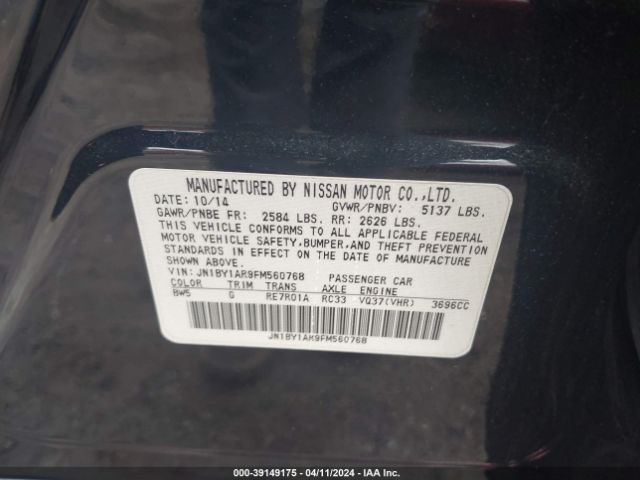 MANUFACTURED BY NISSAN MOTOR CO.,LTD.
DATE: 10/14 GVWR/PNBV: 5137 LBS.
GAWR/PNBE FR: 2584 LBS. RR: 2626 LBS.
THIS VEHICLE CONFORMS TO ALL APPLICABLE FEDERAL
MOTOR VEHICLE SAFETY,BUMPER,AND THEFT PREVENTION
STANDARDS IN EFFECT ON THE DATE OF MANUFACTURE
SHOWN ABOVE.
VIN: JN1BY1AR9FM560768 PASSENGER CAR
COLOR TRIM TRANS AXLE ENGINE
BW5 G RE7R01A RC33 VQ37(VHR) 3696CC
JN1BY1AR9FM560768
000-39149175 - 04/11/2024 - IAA Inc.